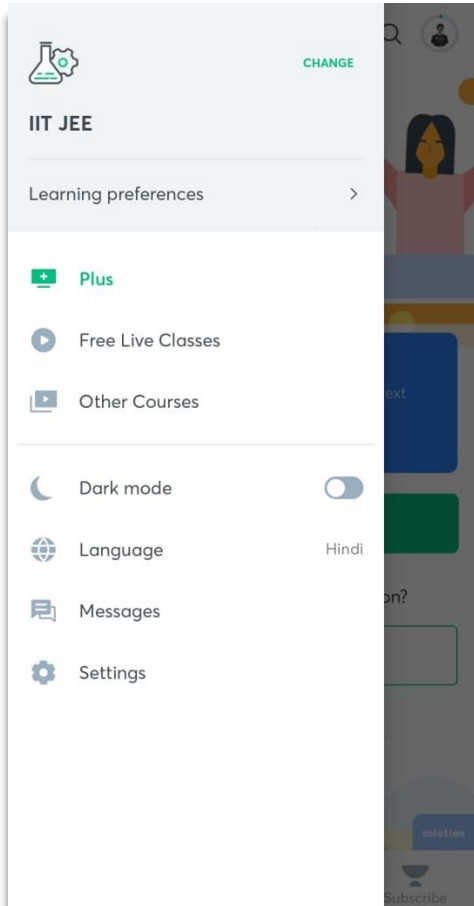 CHANGE
IIT JEE
Learning preferences
Plus
Free Live Classes
Other Courses
ext
Dark mode
Language
Hindi
on?
Messages
Settings
solution
Subscribe